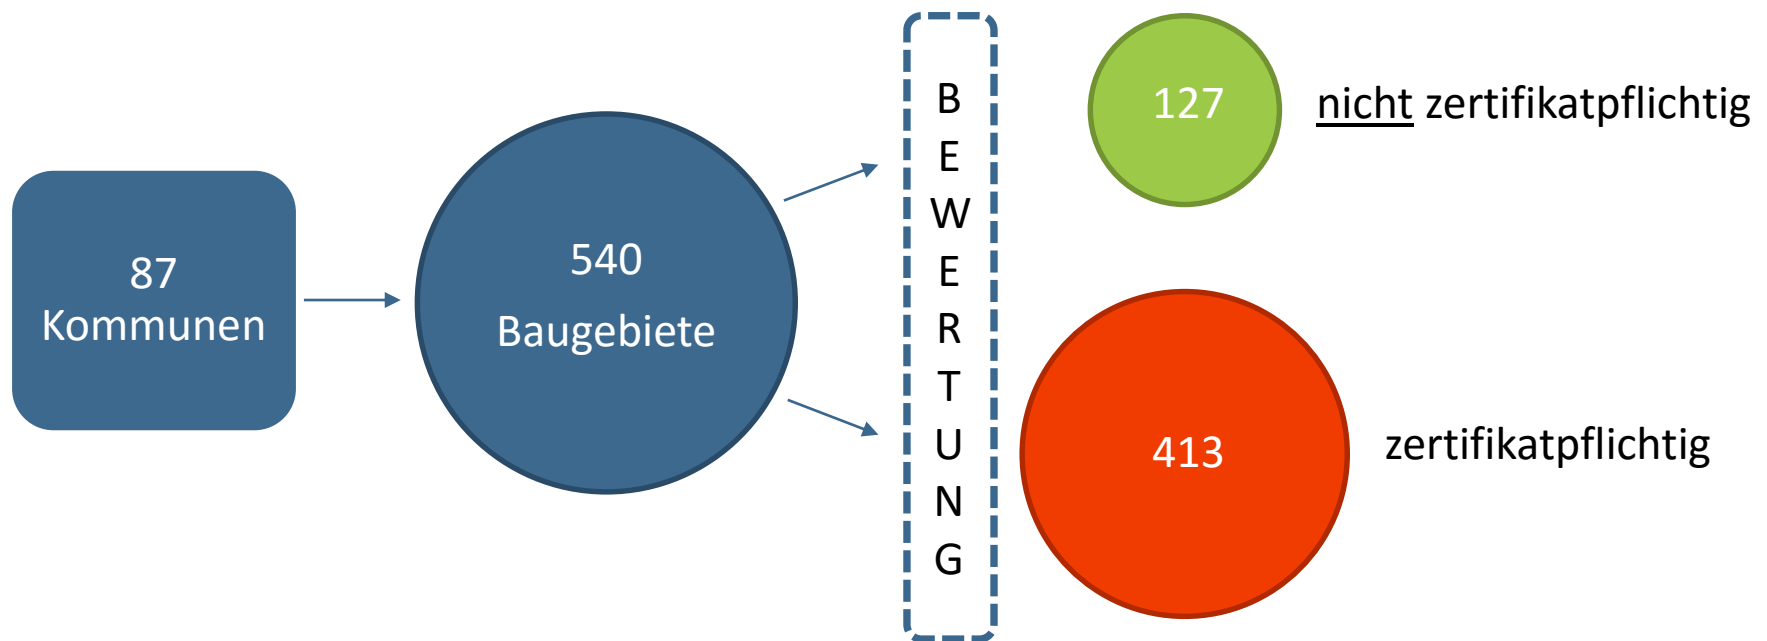 87
Kommunen
540
Baugebiete
B
E
W
E
R
T
U
N
G
127
nicht zertifikatpflichtig
413
zertifikatpflichtig